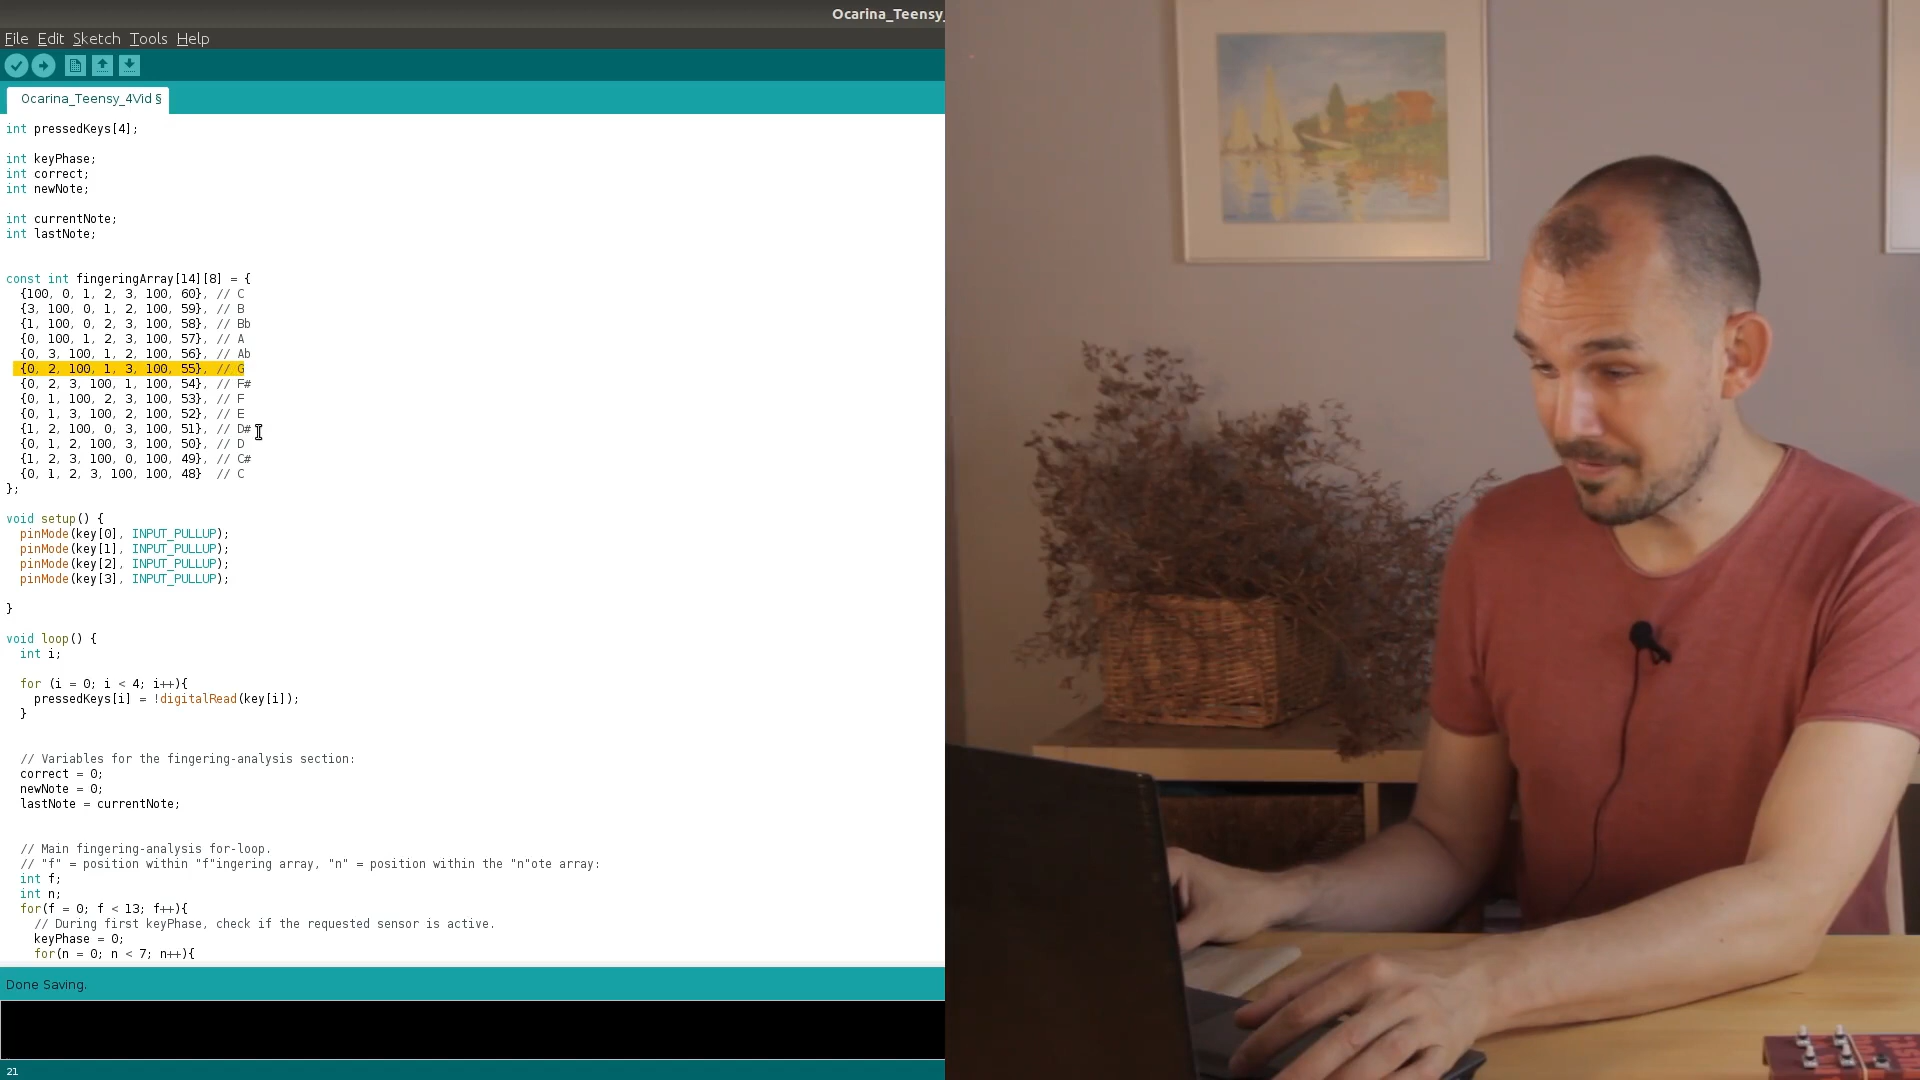 Ocarina_Teensy_
File Edit Sketch Tools Help
Ocarina_Teensy_4Vid §
int pressedKeys[4];
int keyPhase;
int correct;
int newNote;
int currentNote;
int lastNote;
const int fingeringArray[14][8] = {
{100, 0, 1, 2, 3, 100, 60}, // C
{3, 100, 0, 1, 2, 100, 59}, // B
{1, 100, 0, 2, 3, 100, 58}, // Bb
{0, 100, 1, 2, 3, 100, 57}, // A
{0, 3, 100, 1, 2, 100, 56}, // Ab
{0, 2, 100, 1, 3, 100, 55}, // G
{0, 2, 3, 100, 1, 100, 54}, // F#
{0, 1, 100, 2, 3, 100, 53}, // F
{0, 1, 3, 100, 2, 100, 52}, // E
{1, 2, 100, 0, 3, 100, 51}, // D#
{0, 1, 2, 100, 3, 100, 50}, // D
{1, 2, 3, 100, 0, 100, 49}, // C#
{0, 1, 2, 3, 100, 100, 48} // C
};
void setup() {
pinMode(key[0], INPUT_PULLUP);
pinMode(key[1], INPUT_PULLUP);
pinMode(key[2], INPUT_PULLUP);
pinMode(key[3], INPUT_PULLUP);
}
void loop() {
int i;
for (i = 0; i < 4; i++){
pressedKeys[i] = !digitalRead(key[i]);
}
// Variables for the fingering-analysis section:
correct = 0;
newNote = 0;
lastNote = currentNote;
// Main fingering-analysis for-loop.
// "f" = position within "f"ingering array, "n" = position within the "n"ote array:
int f;
int n;
for(f = 0; f < 13; f++){
// During first keyPhase, check if the requested sensor is active.
keyPhase = 0;
for(n = 0; n < 7; n++){
Done Saving.
21